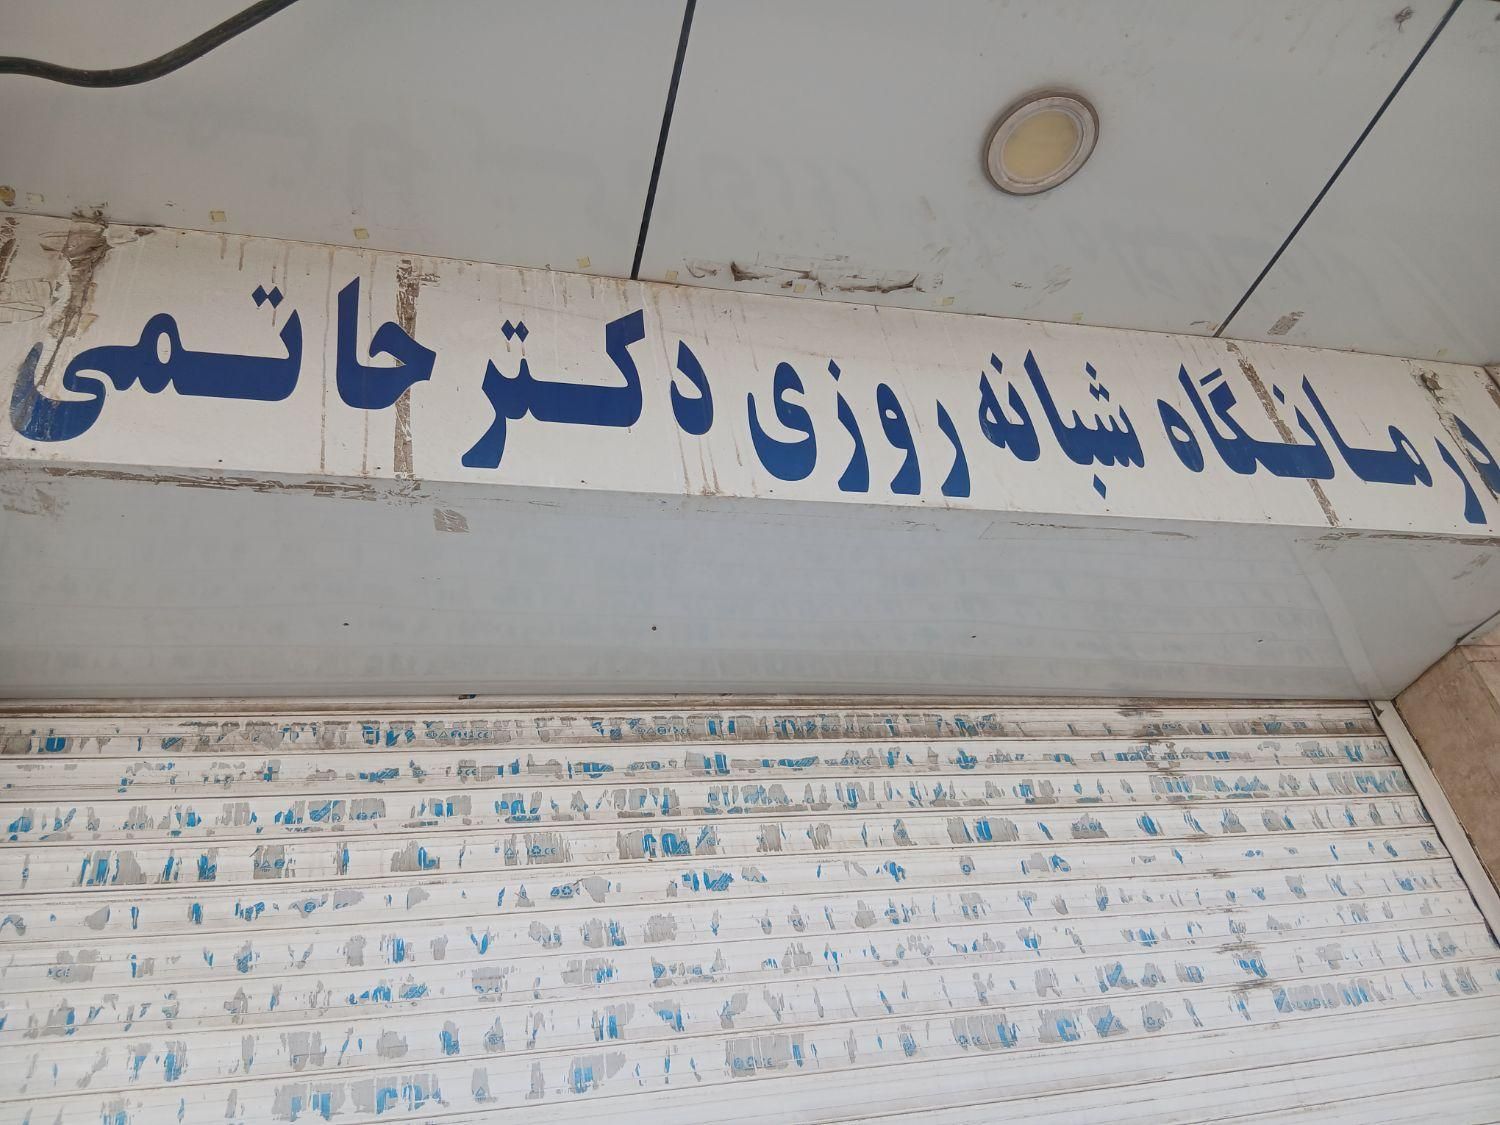 درمانگاه شبانه روزی دکتر حاتمی